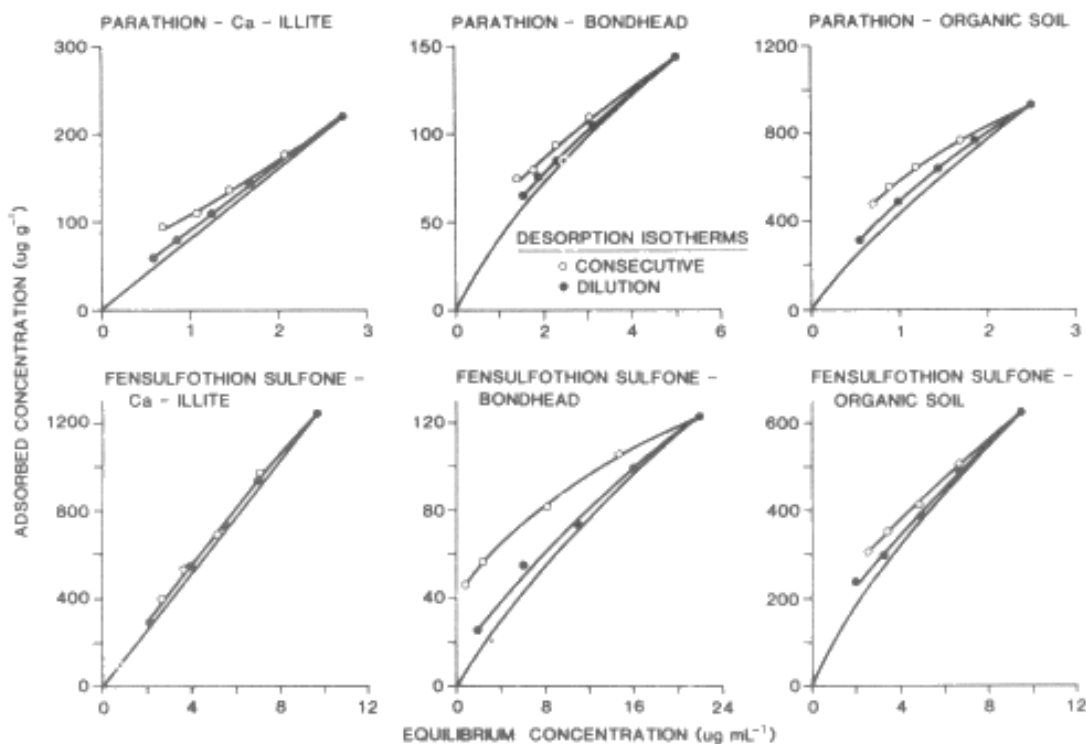 PARATHION - Ca - ILLITE
300
200
100
0
0 1 2 3
PARATHION - BONDHEAD
150
100
50
0
0 2 4 6
DESORPTION ISOTHERMS
○ CONSECUTIVE
● DILUTION
PARATHION - ORGANIC SOIL
1200
800
400
0
0 1 2 3
ADSORBED CONCENTRATION (ug g⁻¹)
FENSULFOTHION SULFONE -
Ca - ILLITE
1200
800
400
0
0 4 8 12
FENSULFOTHION SULFONE -
BONDHEAD
120
80
40
0
0 8 16 24
FENSULFOTHION SULFONE -
ORGANIC SOIL
600
400
200
0
0 4 8 12
EQUILIBRIUM CONCENTRATION (ug mL⁻¹)